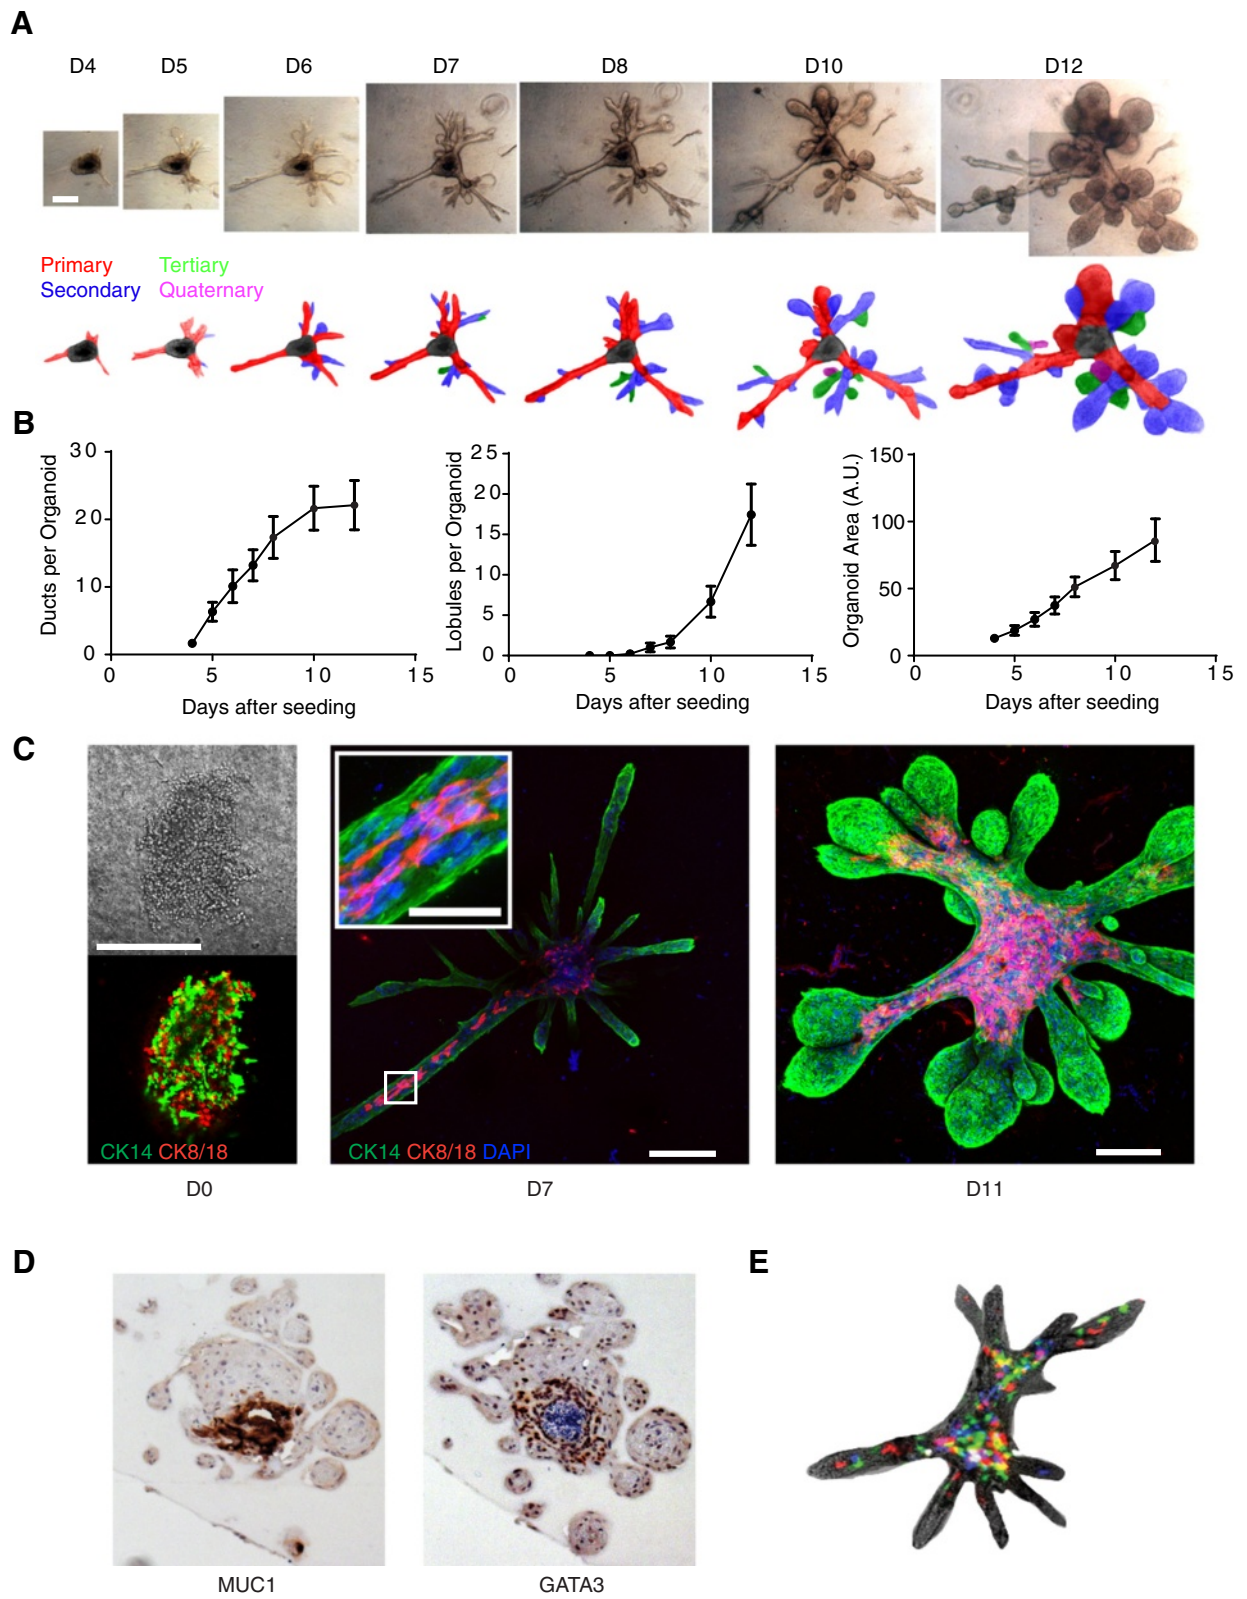 A
D4 D5 D6 D7 D8 D10 D12
Primary Tertiary
Secondary Quaternary
B
Ducts per Organoid
30
20
10
0
0 5 10 15
Days after seeding
Lobules per Organoid
25
20
15
10
5
0
0 5 10 15
Days after seeding
Organoid Area (A.U.)
150
100
50
0
0 5 10 15
Days after seeding
C
CK14 CK8/18
CK14 CK8/18 DAPI
D0 D7 D11
D
MUC1 GATA3
E